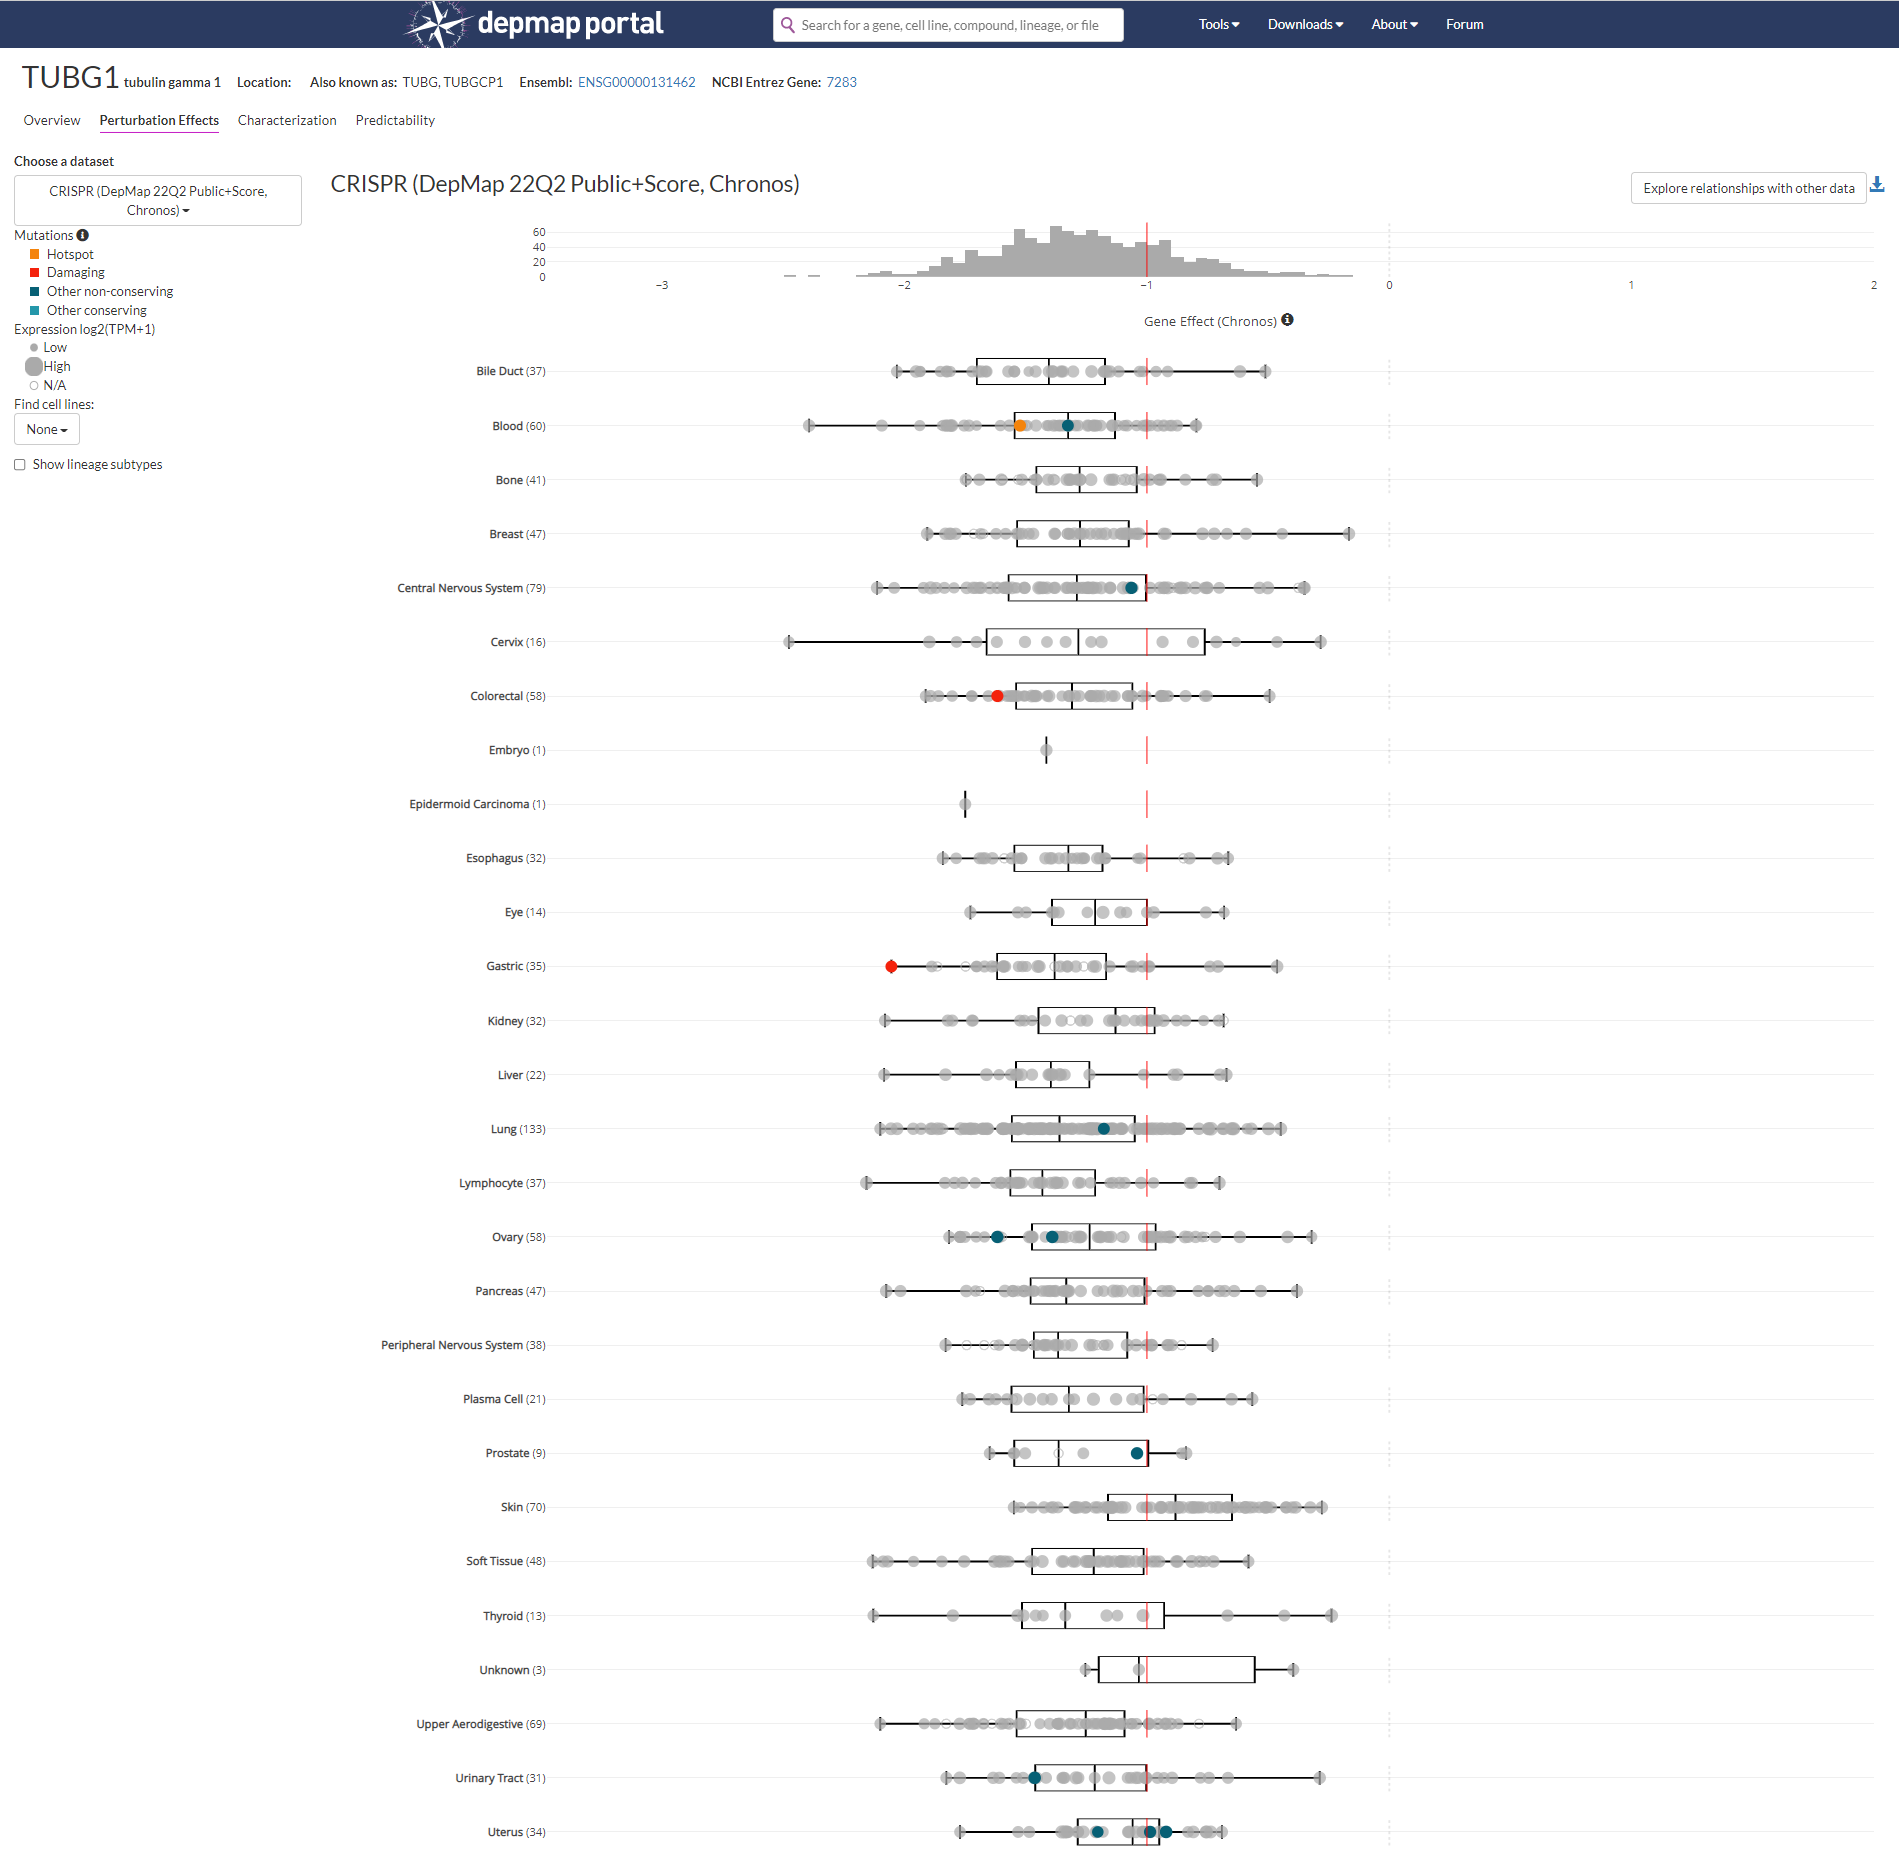 depmap portal
Search for a gene, cell line, compound, lineage, or file
Tools Downloads About Forum
TUBG1 tubulin gamma 1 Location: Also known as: TUBG, TUBGCP1 Ensembl: ENSG00000131462 NCBI Entrez Gene: 7283
Overview Perturbation Effects Characterization Predictability
Choose a dataset
CRISPR (DepMap 22Q2 Public+Score,
Chronos)
Mutations
Hotspot
Damaging
Other non-conserving
Other conserving
Expression log2(TPM+1)
Low
High
N/A
Find cell lines:
None
Show lineage subtypes
CRISPR (DepMap 22Q2 Public+Score, Chronos)
Explore relationships with other data
60
40
20
0
−3 −2 −1 0 1 2
Gene Effect (Chronos)
Bile Duct (37)
Blood (60)
Bone (41)
Breast (47)
Central Nervous System (79)
Cervix (16)
Colorectal (58)
Embryo (1)
Epidermoid Carcinoma (1)
Esophagus (32)
Eye (14)
Gastric (35)
Kidney (32)
Liver (22)
Lung (133)
Lymphocyte (37)
Ovary (58)
Pancreas (47)
Peripheral Nervous System (38)
Plasma Cell (21)
Prostate (9)
Skin (70)
Soft Tissue (48)
Thyroid (13)
Unknown (3)
Upper Aerodigestive (69)
Urinary Tract (31)
Uterus (34)